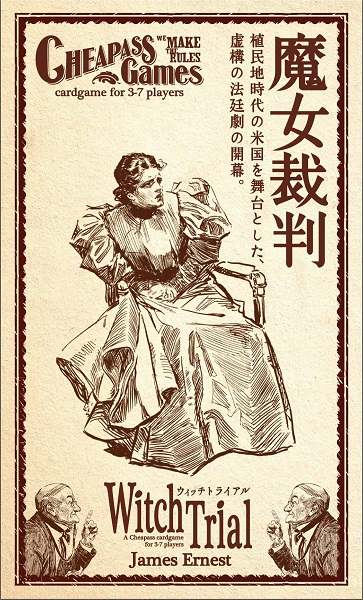 CHEAPASS
WE MAKE
THE RULES
Games
cardgame for 3-7 players
魔女裁判
植民地時代の米国を舞台とした、
虚構の法廷劇の開幕。
ウィッチトライアル
Witch Trial
A Cheapass cardgame
for 3-7 players
James Ernest